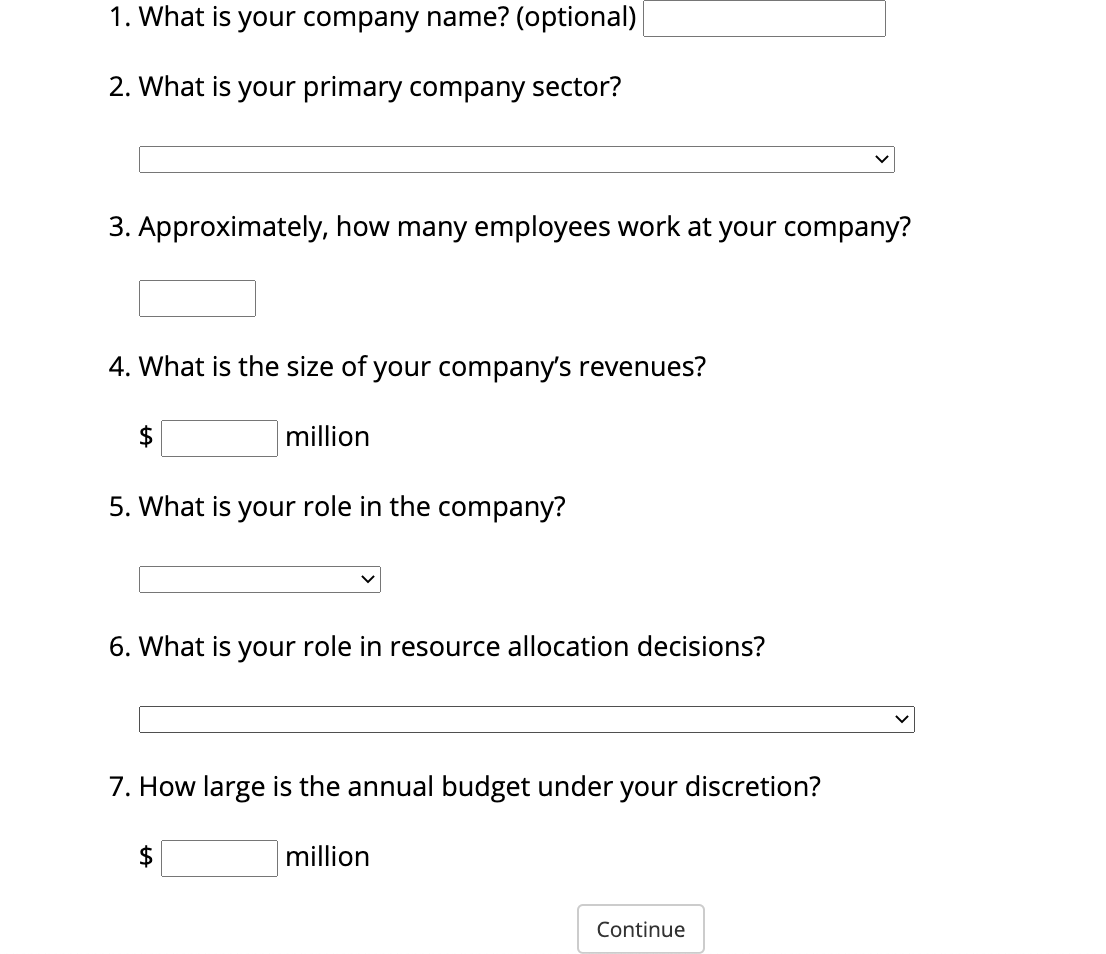 1. What is your company name? (optional)
2. What is your primary company sector?
3. Approximately, how many employees work at your company?
4. What is the size of your company’s revenues?
$ million
5. What is your role in the company?
6. What is your role in resource allocation decisions?
7. How large is the annual budget under your discretion?
$ million
Continue